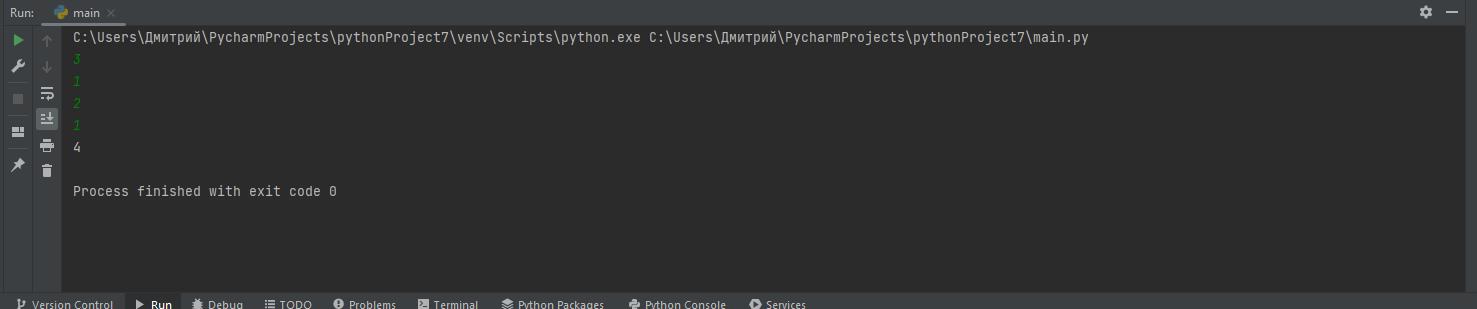 Run: main
C:\Users\Дмитрий\PycharmProjects\pythonProject7\venv\Scripts\python.exe C:\Users\Дмитрий\PycharmProjects\pythonProject7\main.py
3
1
2
1
4
Process finished with exit code 0
Version Control Run Debug TODO Problems Terminal Python Packages Python Console Services